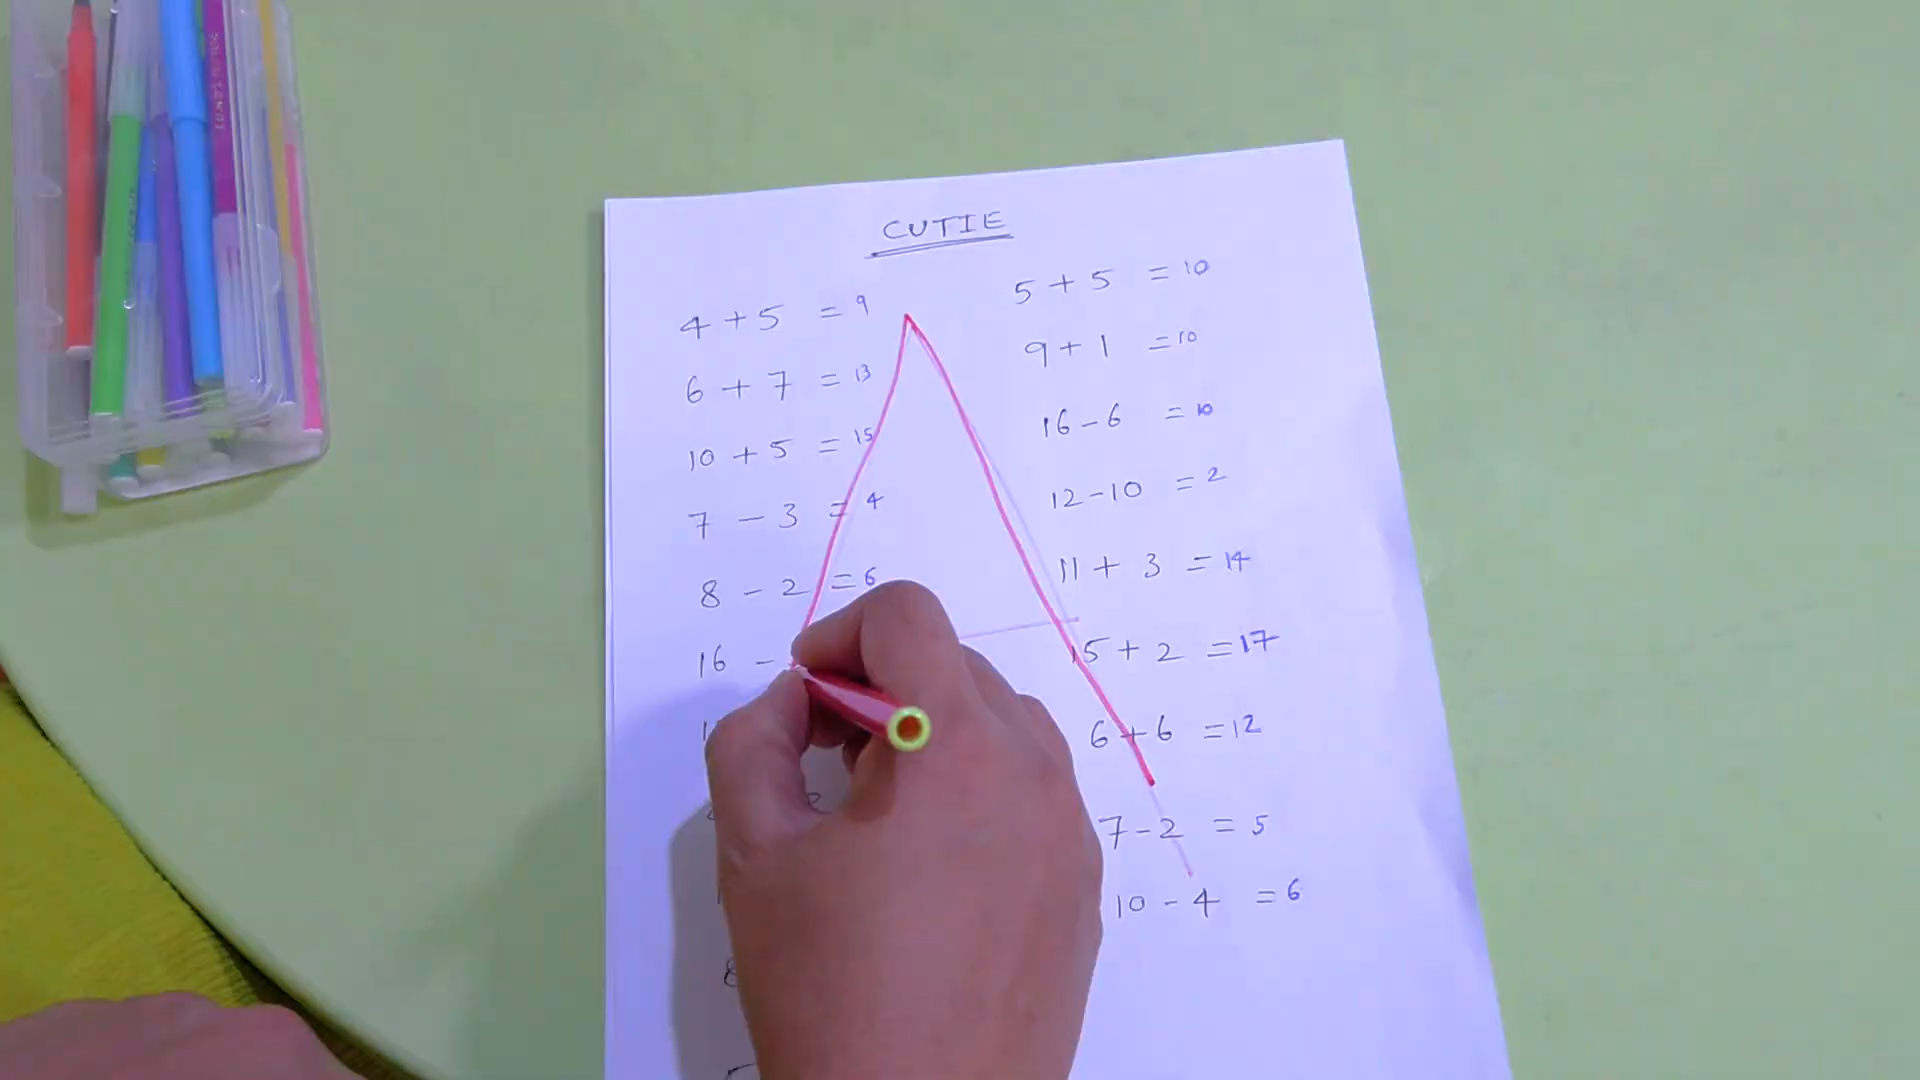 CUTIE
4 + 5 = 9
6 + 7 = 13
10 + 5 = 15
7 - 3 = 4
8 - 2 = 6
16 -
5 + 5 = 10
9 + 1 = 10
16 - 6 = 10
12 - 10 = 2
11 + 3 = 14
15 + 2 = 17
6 + 6 = 12
7 - 2 = 5
10 - 4 = 6